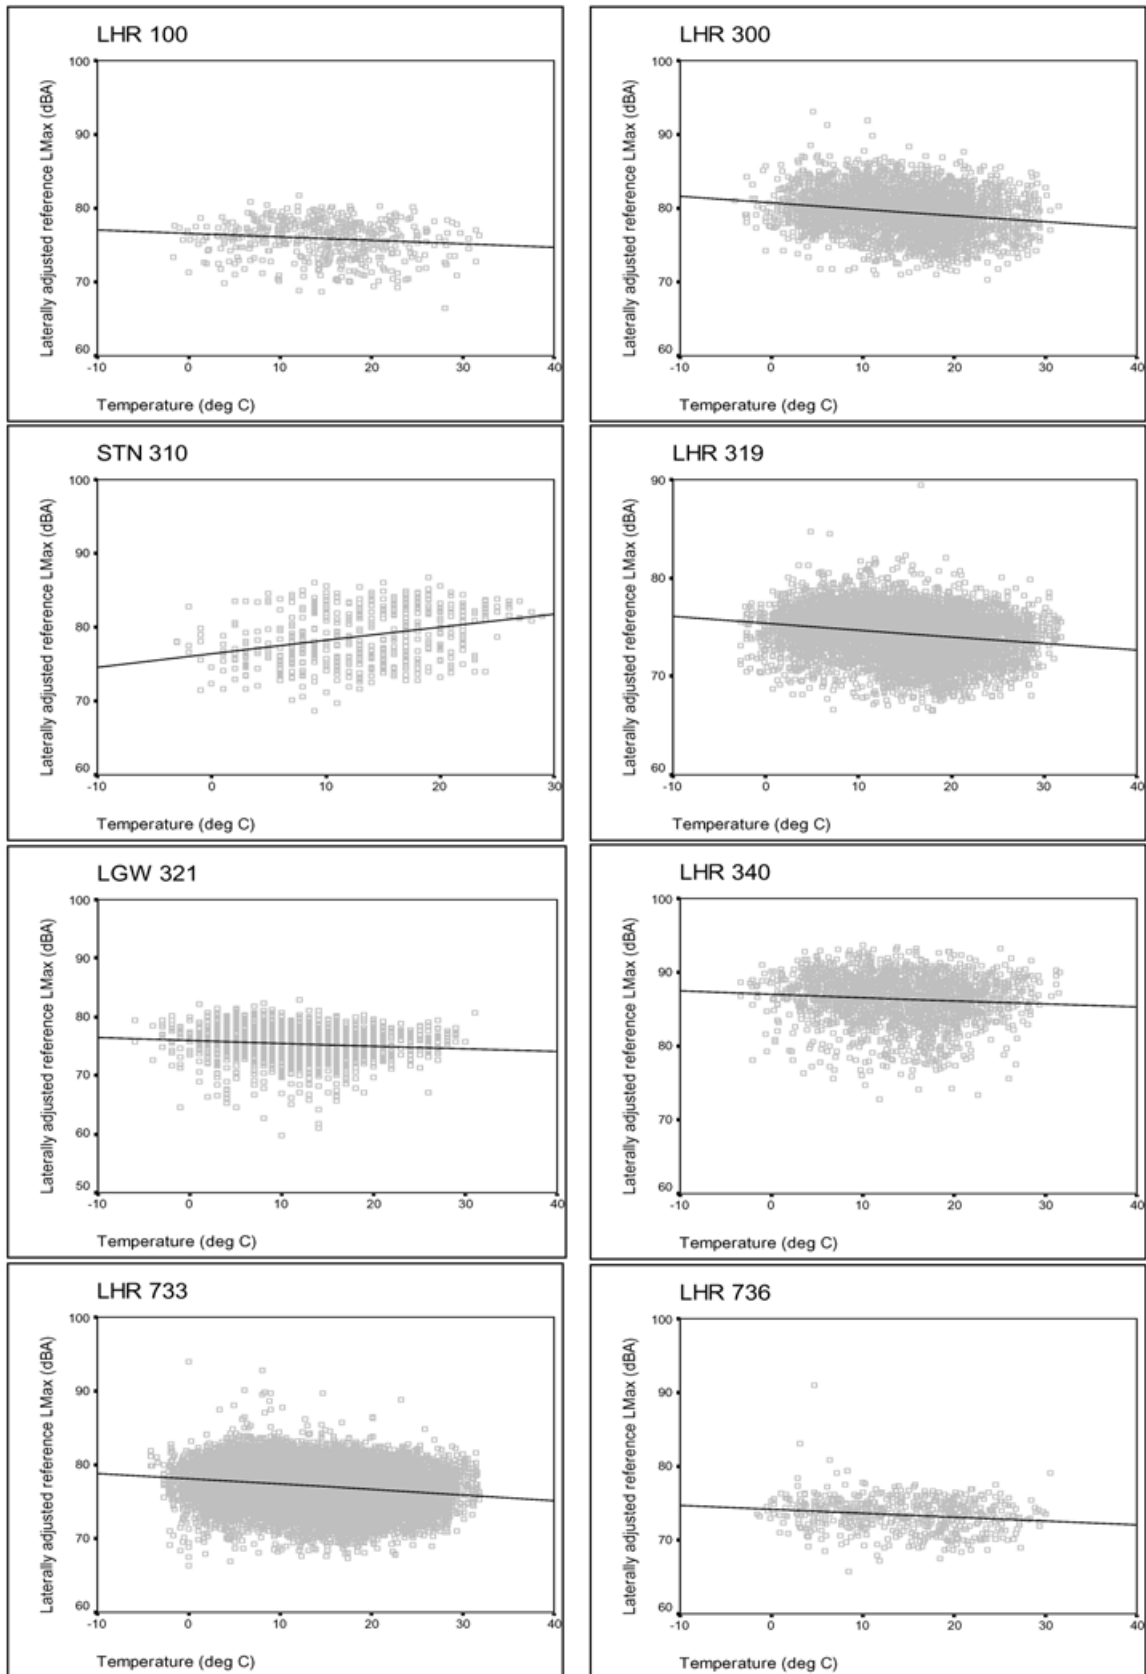 LHR 100
Laterally adjusted reference LMax (dBA)
100
90
80
70
60
-10 0 10 20 30 40
Temperature (deg C)
LHR 300
Laterally adjusted reference LMax (dBA)
100
90
80
70
60
-10 0 10 20 30 40
Temperature (deg C)
STN 310
Laterally adjusted reference LMax (dBA)
100
90
80
70
60
-10 0 10 20 30
Temperature (deg C)
LHR 319
Laterally adjusted reference LMax (dBA)
90
80
70
60
-10 0 10 20 30 40
Temperature (deg C)
LGW 321
Laterally adjusted reference LMax (dBA)
100
90
80
70
60
50
-10 0 10 20 30 40
Temperature (deg C)
LHR 340
Laterally adjusted reference LMax (dBA)
100
90
80
70
60
-10 0 10 20 30 40
Temperature (deg C)
LHR 733
Laterally adjusted reference LMax (dBA)
100
90
80
70
60
-10 0 10 20 30 40
Temperature (deg C)
LHR 736
Laterally adjusted reference LMax (dBA)
100
90
80
70
60
-10 0 10 20 30 40
Temperature (deg C)